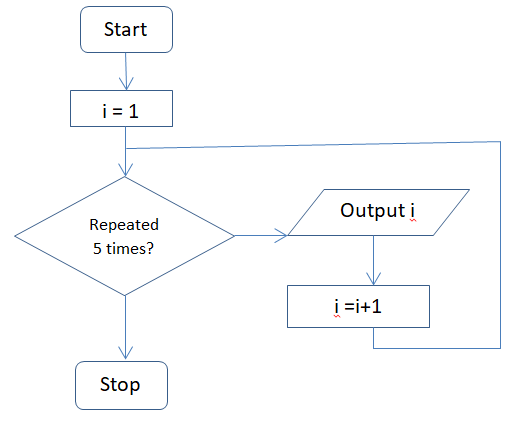 Start
i = 1
Repeated
5 times?
Output i
i =i+1
Stop